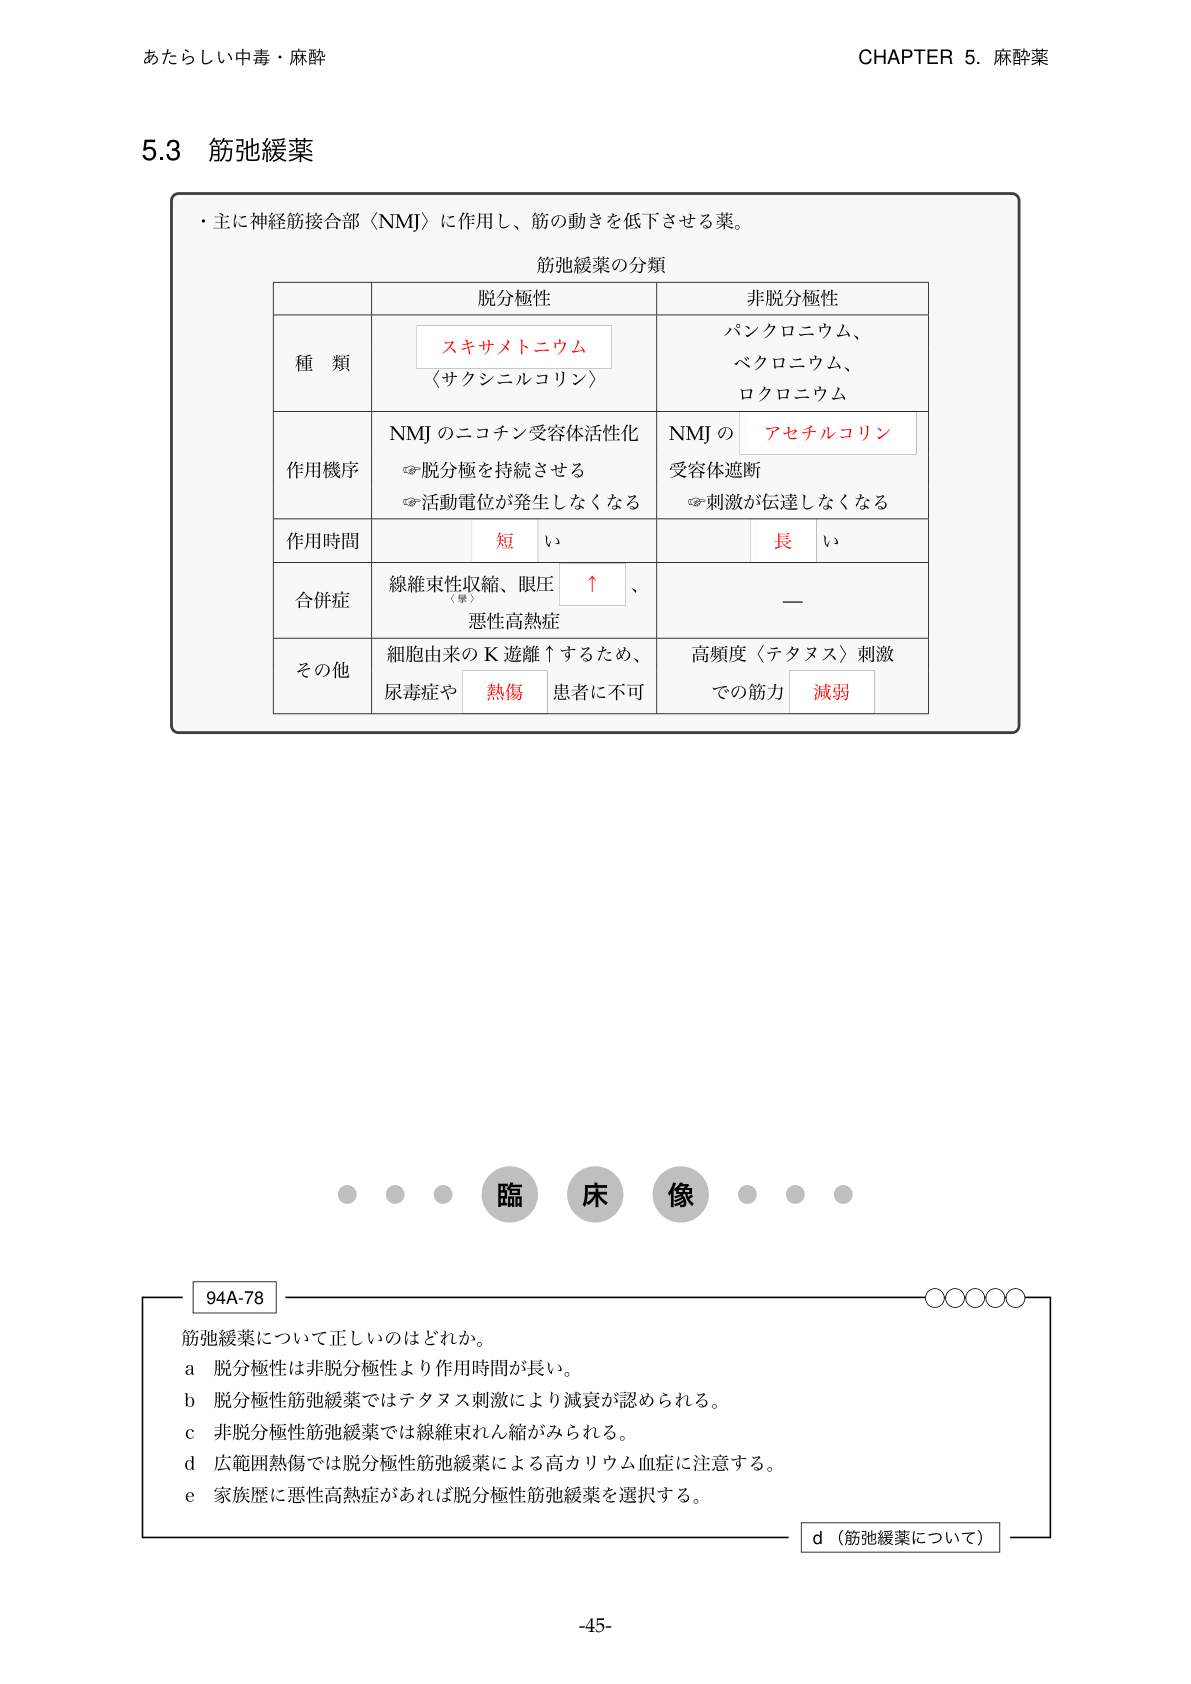 あたらしい中毒・麻酔
CHAPTER 5. 麻酔薬
5.3 筋弛緩薬
・主に神経筋接合部〈NMJ〉に作用し、筋の動きを低下させる薬。
筋弛緩薬の分類
脱分極性 非脱分極性
種 類
スキサメトニウム
〈サクシニルコリン〉
パンクロニウム、
ベクロニウム、
ロクロニウム
作用機序
NMJ のニコチン受容体活性化
☞脱分極を持続させる
☞活動電位が発生しなくなる
NMJ の アセチルコリン
受容体遮断
☞刺激が伝達しなくなる
作用時間 短 い 長 い
合併症
線維束性収縮、眼圧 ↑ 、
〈攣〉
悪性高熱症
—
その他
細胞由来の K 遊離↑するため、
尿毒症や 熱傷 患者に不可
高頻度〈テタヌス〉刺激
での筋力 減弱
臨 床 像
94A-78
筋弛緩薬について正しいのはどれか。
a 脱分極性は非脱分極性より作用時間が長い。
b 脱分極性筋弛緩薬ではテタヌス刺激により減衰が認められる。
c 非脱分極性筋弛緩薬では線維束れん縮がみられる。
d 広範囲熱傷では脱分極性筋弛緩薬による高カリウム血症に注意する。
e 家族歴に悪性高熱症があれば脱分極性筋弛緩薬を選択する。
d （筋弛緩薬について）
-45-